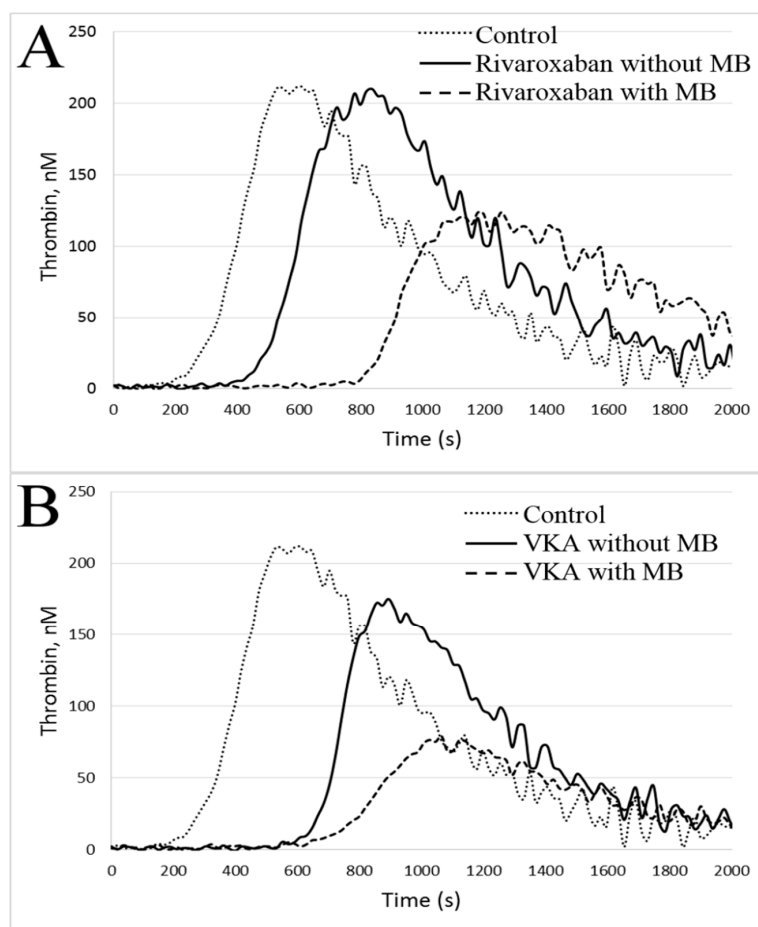 A
Control
Rivaroxaban without MB
Rivaroxaban with MB
250
200
150
100
50
0
Thrombin, nM
0 200 400 600 800 1000 1200 1400 1600 1800 2000
Time (s)
B
Control
VKA without MB
VKA with MB
250
200
150
100
50
0
Thrombin, nM
0 200 400 600 800 1000 1200 1400 1600 1800 2000
Time (s)